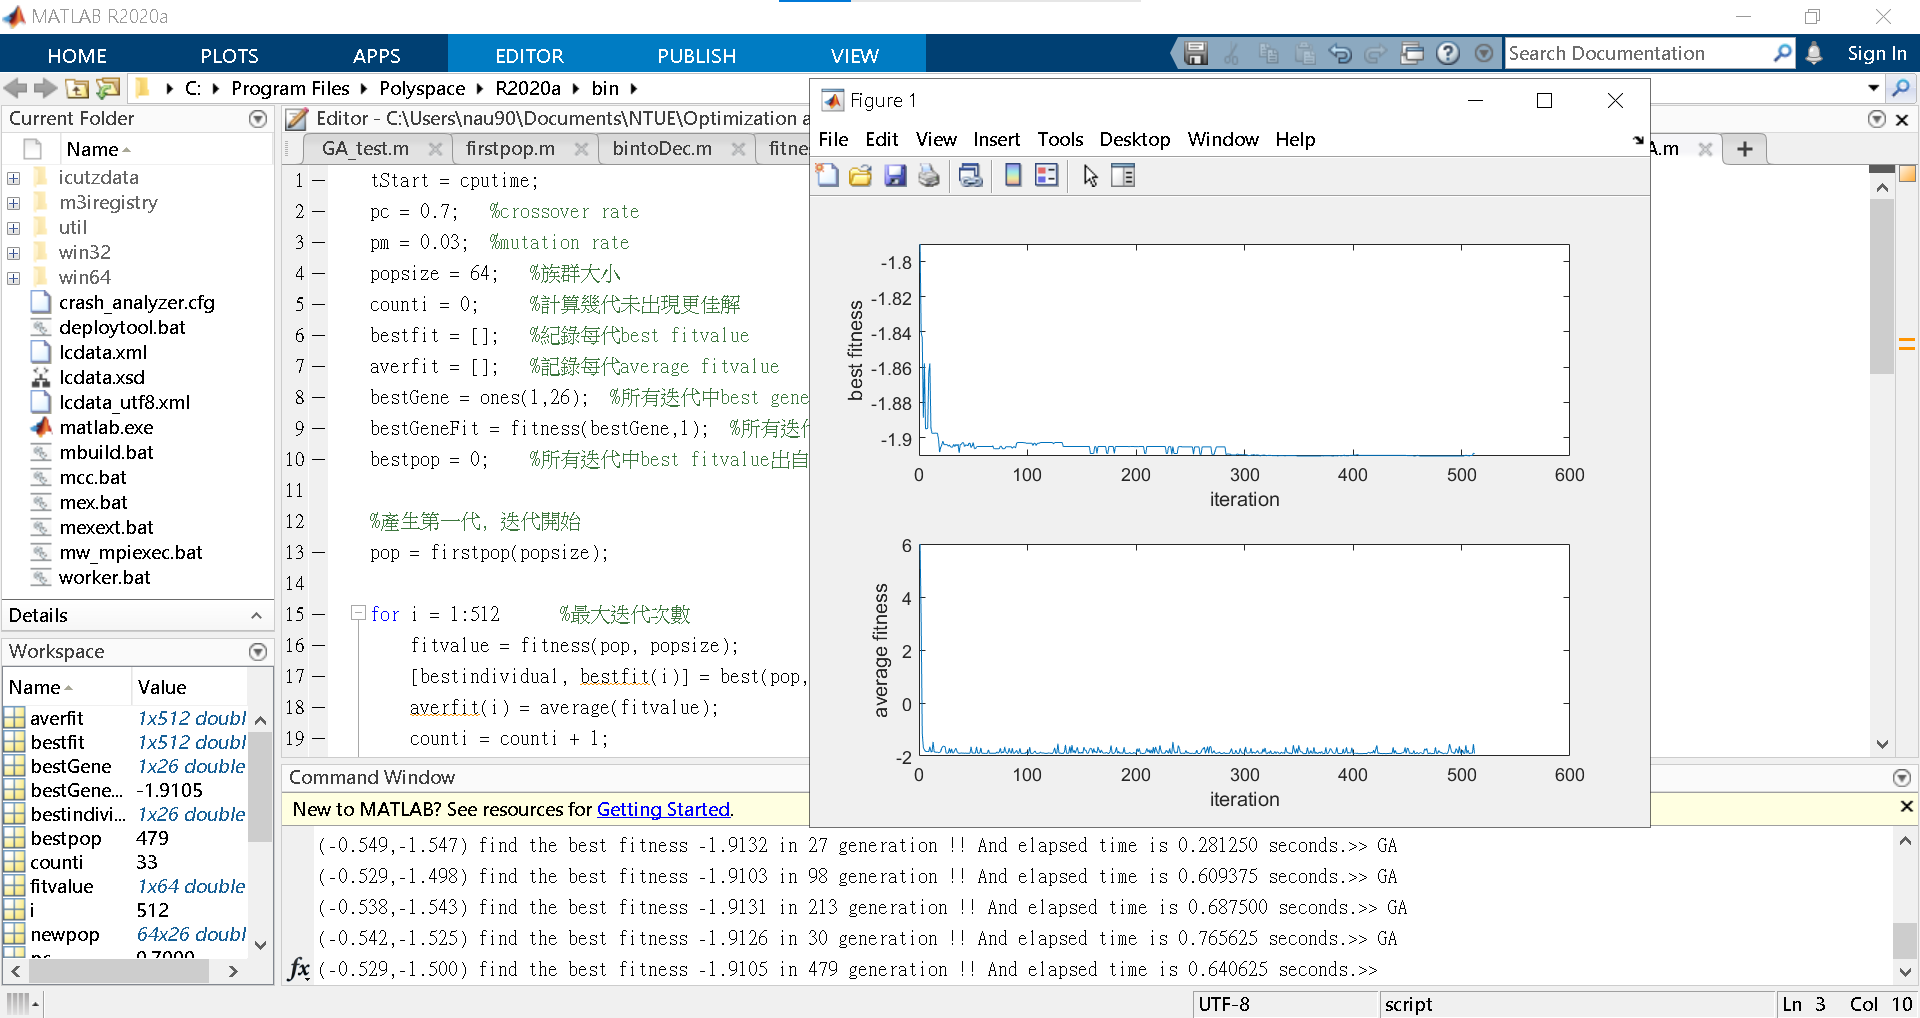 MATLAB R2020a
HOME PLOTS APPS EDITOR PUBLISH VIEW
Search Documentation
Sign In
C: Program Files Polyspace R2020a bin
Current Folder
Name
icutzdata
m3iregistry
util
win32
win64
crash_analyzer.cfg
deploytool.bat
lcdata.xml
lcdata.xsd
lcdata_utf8.xml
matlab.exe
mbuild.bat
mcc.bat
mex.bat
mexext.bat
mw_mpiexec.bat
worker.bat
Details
Workspace
Name Value
averfit 1x512 doubl
bestfit 1x512 doubl
bestGene 1x26 double
bestGene... -1.9105
bestindivi... 1x26 double
bestpop 479
counti 33
fitvalue 1x64 double
i 512
newpop 64x26 doubl
Editor - C:\Users\nau90\Documents\NTUE\Optimization a
GA_test.m firstpop.m bintoDec.m fitne
A.m
1 tStart = cputime;
2 pc = 0.7; %crossover rate
3 pm = 0.03; %mutation rate
4 popsize = 64; %族群大小
5 counti = 0; %計算幾代未出現更佳解
6 bestfit = []; %紀錄每代best fitvalue
7 averfit = []; %記錄每代average fitvalue
8 bestGene = ones(1,26); %所有迭代中best gene
9 bestGeneFit = fitness(bestGene,1); %所有迭代
10 bestpop = 0; %所有迭代中best fitvalue出自
11
12 %產生第一代, 迭代開始
13 pop = firstpop(popsize);
14
15 for i = 1:512 %最大迭代次數
16 fitvalue = fitness(pop, popsize);
17 [bestindividual, bestfit(i)] = best(pop,
18 averfit(i) = average(fitvalue);
19 counti = counti + 1;
Figure 1
File Edit View Insert Tools Desktop Window Help
best fitness
-1.8
-1.82
-1.84
-1.86
-1.88
-1.9
0 100 200 300 400 500 600
iteration
average fitness
6
4
2
0
-2
0 100 200 300 400 500 600
iteration
Command Window
New to MATLAB? See resources for Getting Started.
(-0.549,-1.547) find the best fitness -1.9132 in 27 generation !! And elapsed time is 0.281250 seconds.>> GA
(-0.529,-1.498) find the best fitness -1.9103 in 98 generation !! And elapsed time is 0.609375 seconds.>> GA
(-0.538,-1.543) find the best fitness -1.9131 in 213 generation !! And elapsed time is 0.687500 seconds.>> GA
(-0.542,-1.525) find the best fitness -1.9126 in 30 generation !! And elapsed time is 0.765625 seconds.>> GA
fx (-0.529,-1.500) find the best fitness -1.9105 in 479 generation !! And elapsed time is 0.640625 seconds.>>
UTF-8 script Ln 3 Col 10